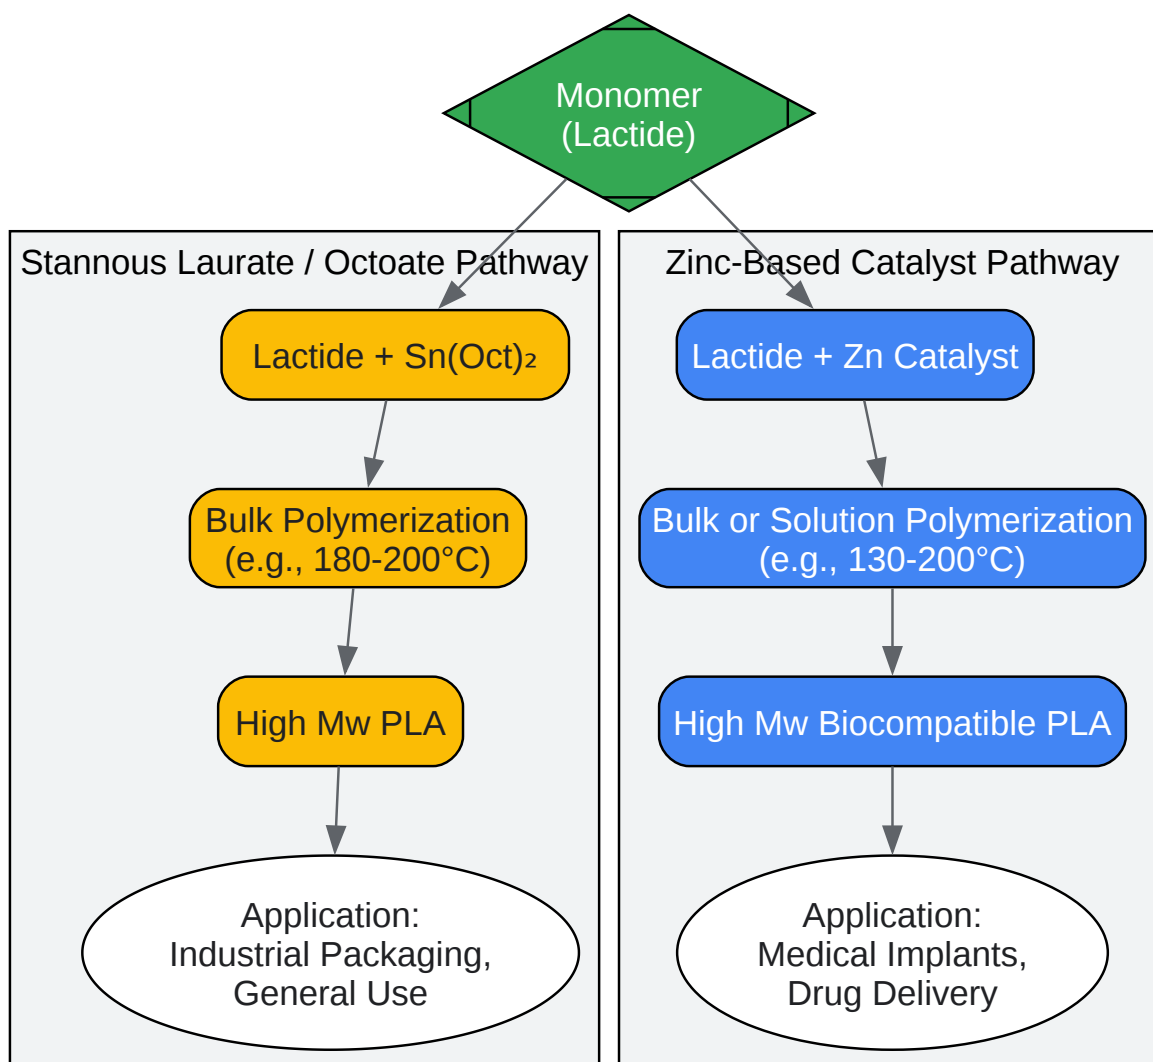 Monomer
(Lactide)
Stannous Laurate / Octoate Pathway
Lactide + Sn(Oct)₂
Bulk Polymerization
(e.g., 180-200°C)
High Mw PLA
Application:
Industrial Packaging,
General Use
Zinc-Based Catalyst Pathway
Lactide + Zn Catalyst
Bulk or Solution Polymerization
(e.g., 130-200°C)
High Mw Biocompatible PLA
Application:
Medical Implants,
Drug Delivery